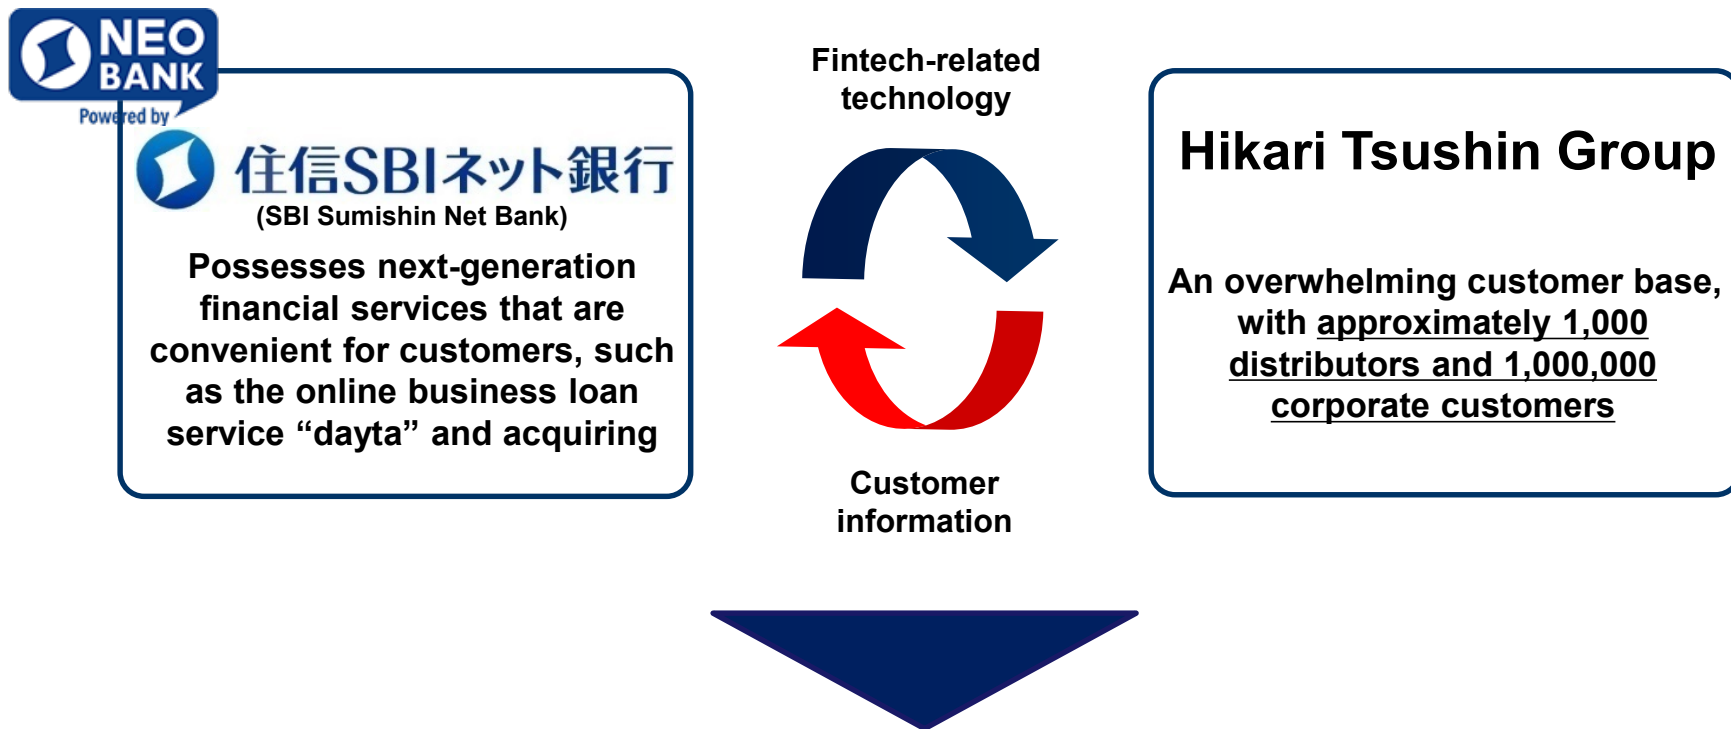 NEO
BANK
Powered by
住信SBIネット銀行
(SBI Sumishin Net Bank)
Possesses next-generation
financial services that are
convenient for customers, such
as the online business loan
service “dayta” and acquiring
Fintech-related
technology
Customer
information
Hikari Tsushin Group
An overwhelming customer base,
with approximately 1,000
distributors and 1,000,000
corporate customers